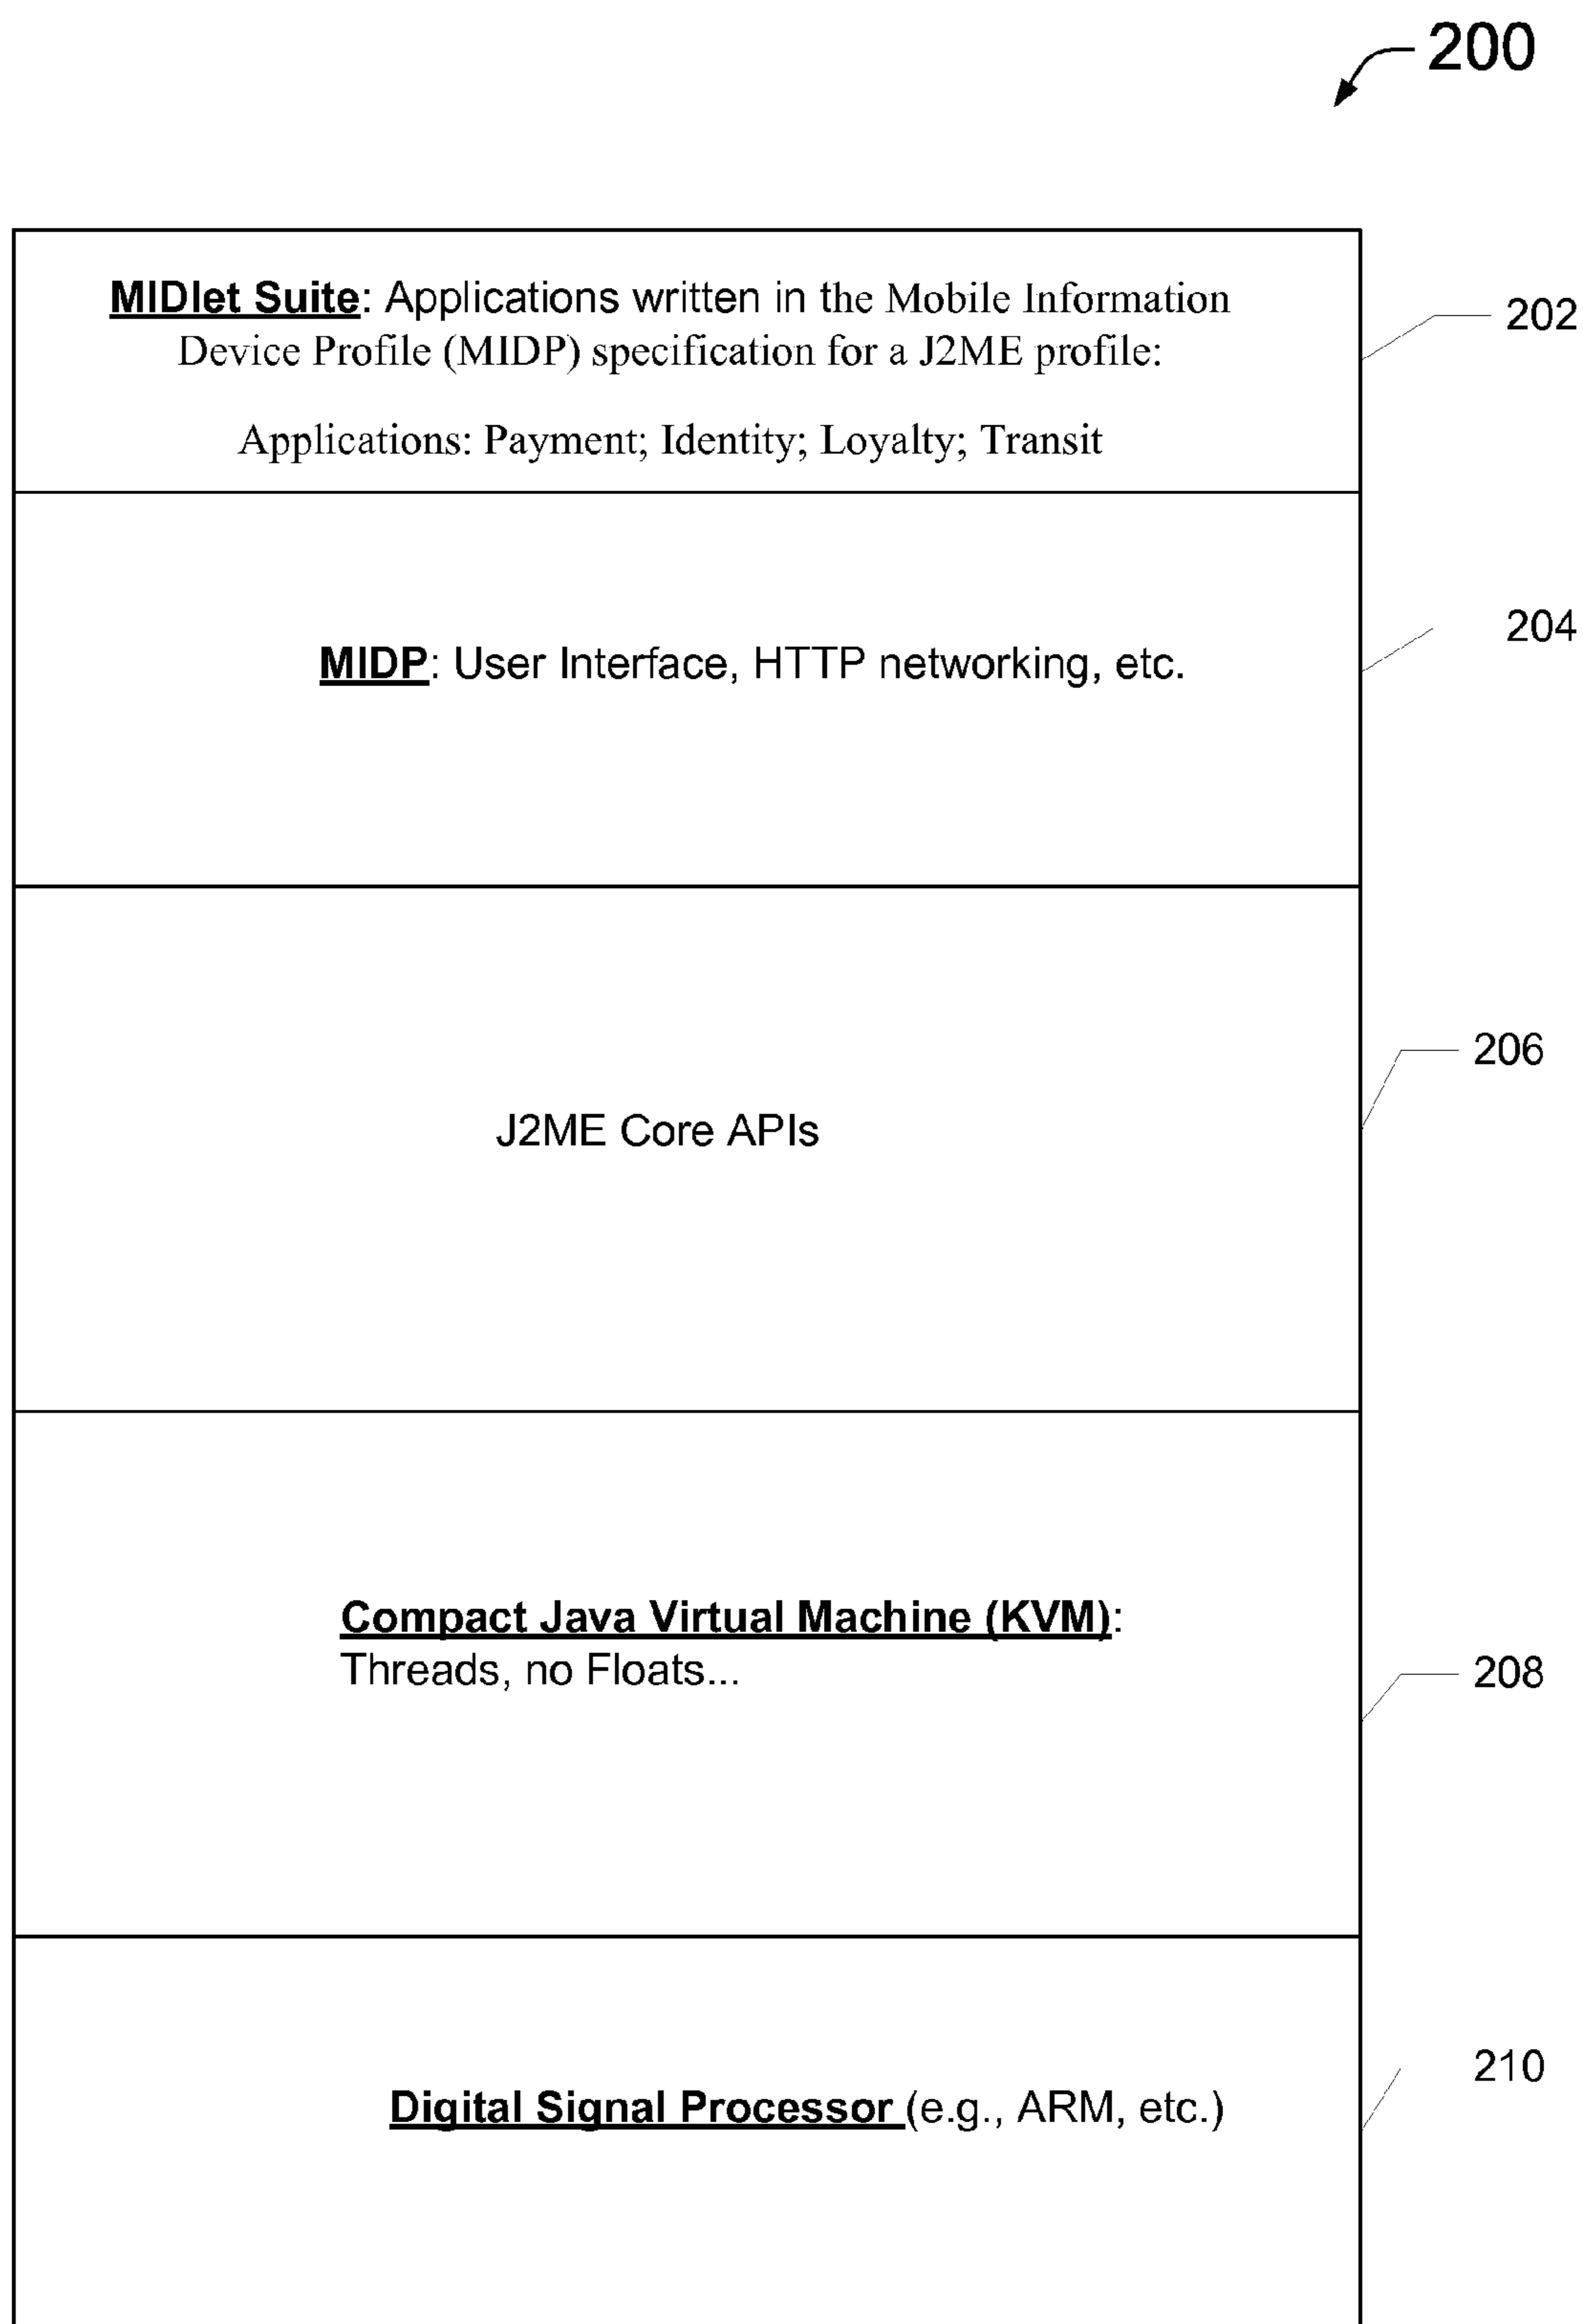 200
MIDlet Suite: Applications written in the Mobile Information
Device Profile (MIDP) specification for a J2ME profile:
Applications: Payment; Identity; Loyalty; Transit
202
MIDP: User Interface, HTTP networking, etc.
204
J2ME Core APIs
206
Compact Java Virtual Machine (KVM):
Threads, no Floats...
208
Digital Signal Processor (e.g., ARM, etc.)
210